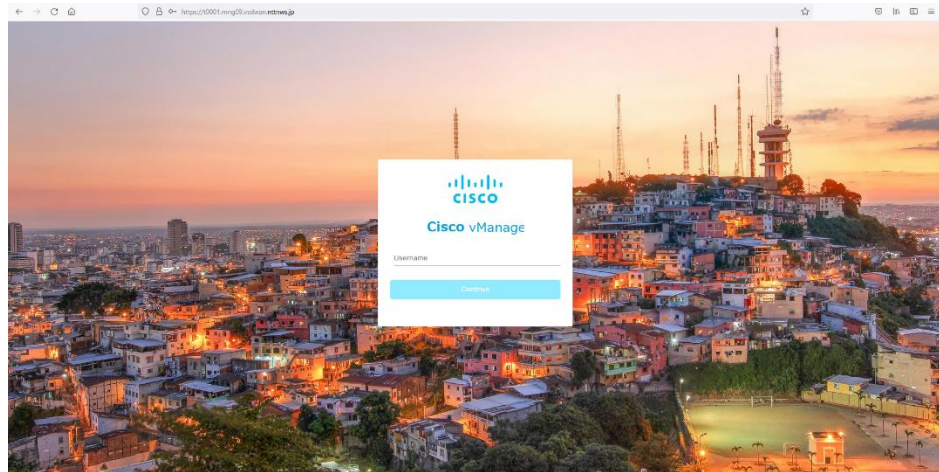 https://t0001.mng09.vsdwan.nttnws.jp
CISCO
Cisco vManage
Username
Continue